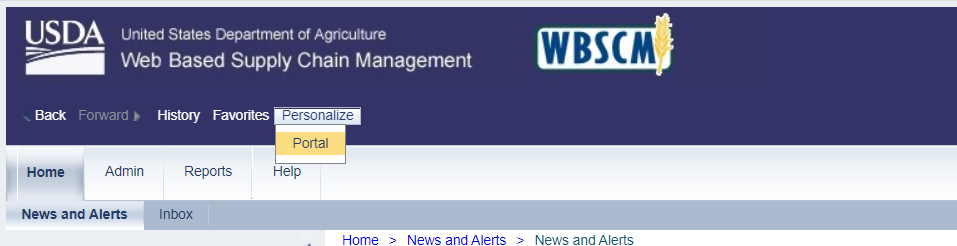 USDA
United States Department of Agriculture
Web Based Supply Chain Management
WBSCM
Back Forward History Favorites Personalize
Portal
Home Admin Reports Help
News and Alerts Inbox
Home > News and Alerts > News and Alerts